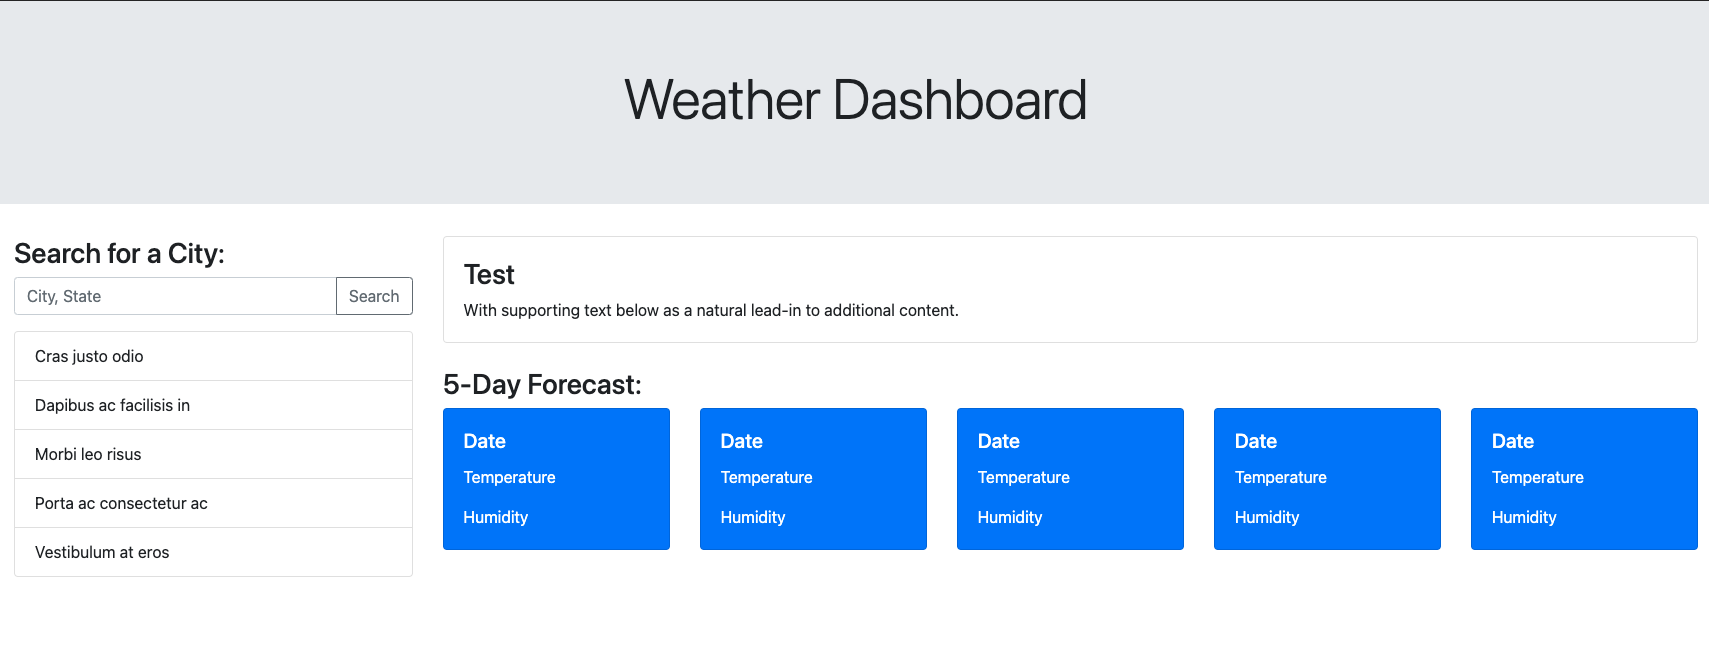 Weather Dashboard
Search for a City:
City, State
Search
Cras justo odio
Dapibus ac facilisis in
Morbi leo risus
Porta ac consectetur ac
Vestibulum at eros
Test
With supporting text below as a natural lead-in to additional content.
5-Day Forecast:
Date
Temperature
Humidity
Date
Temperature
Humidity
Date
Temperature
Humidity
Date
Temperature
Humidity
Date
Temperature
Humidity